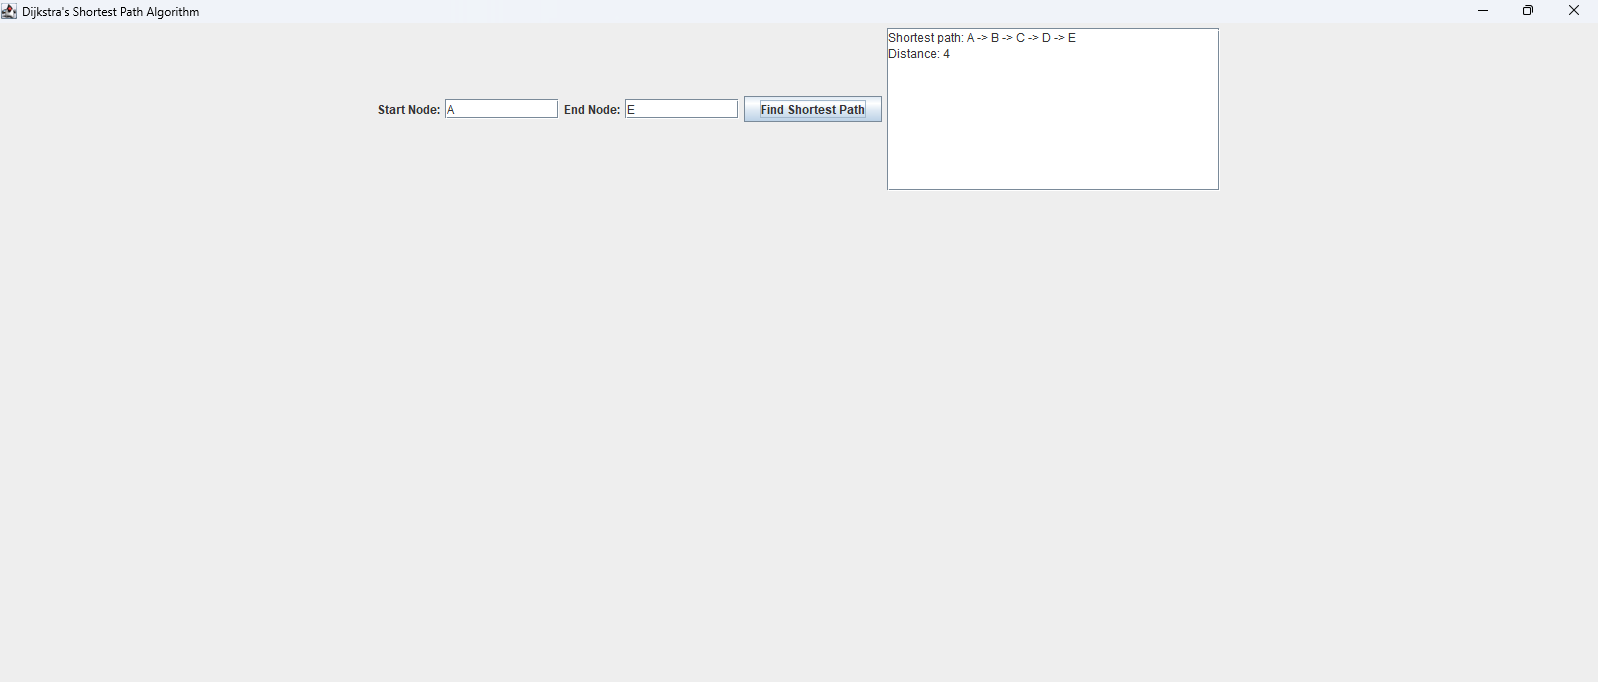 Dijkstra's Shortest Path Algorithm
Start Node: A End Node: E Find Shortest Path
Shortest path: A -> B -> C -> D -> E
Distance: 4